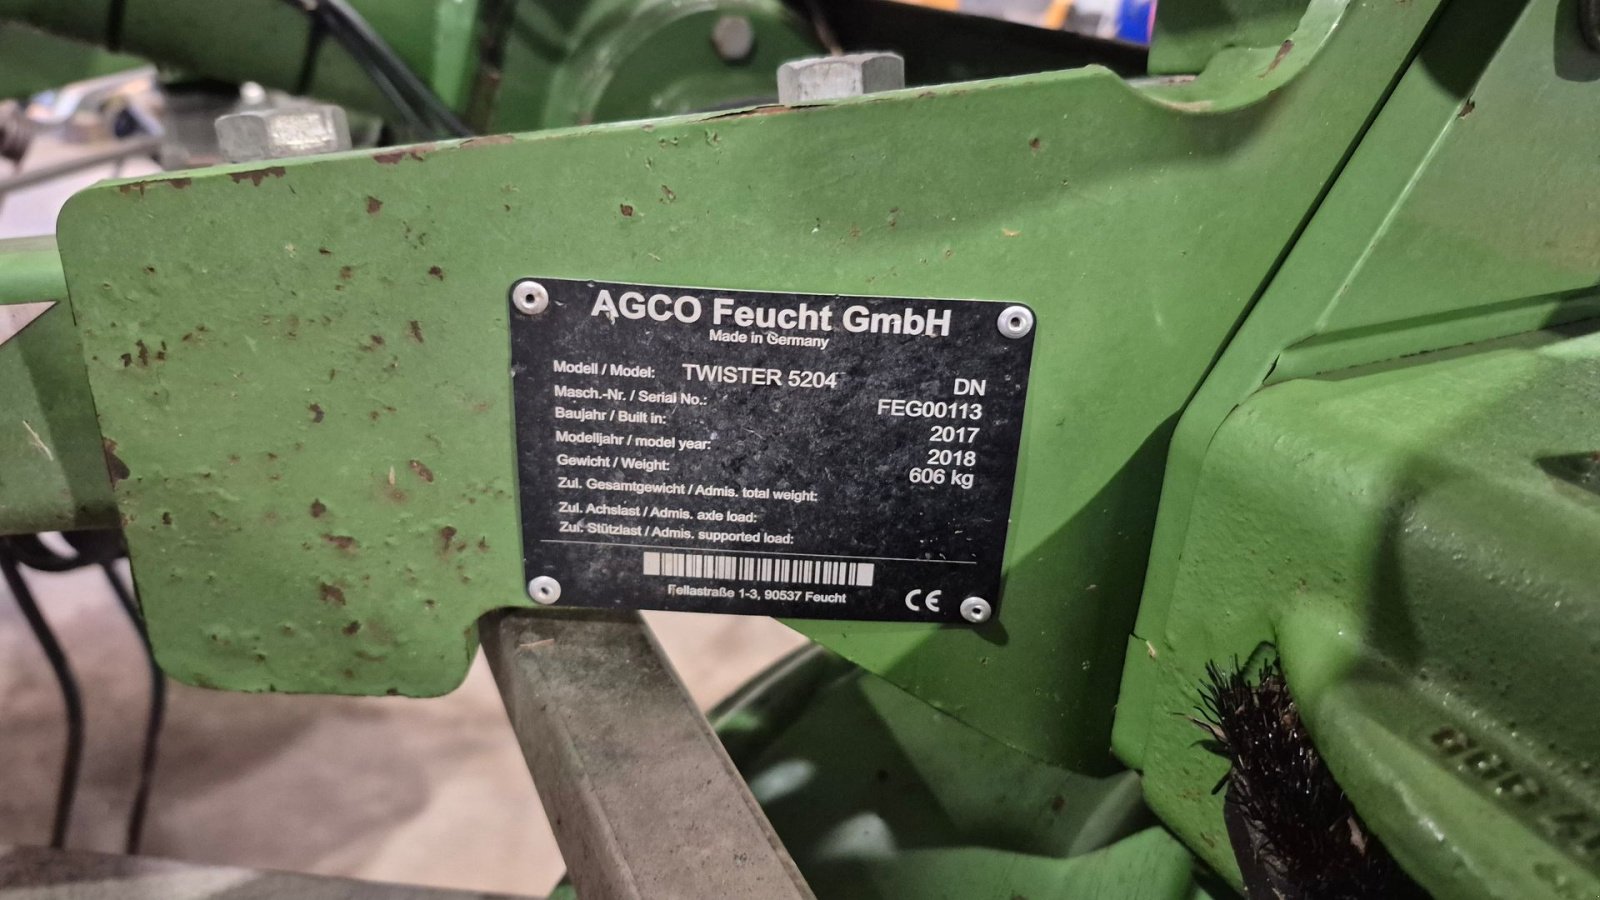 AGCO Feucht GmbH
Made in Germany
Modell / Model: TWISTER 5204 DN
Masch.-Nr. / Serial No.: FEG00113
Baujahr / Built in: 2017
Modelljahr / model year: 2018
Gewicht / Weight: 606 kg
Zul. Gesamtgewicht / Admis. total weight:
Zul. Achslast / Admis. axle load:
Zul. Stützlast / Admis. supported load:
Fellastraße 1-3, 90537 Feucht
CE